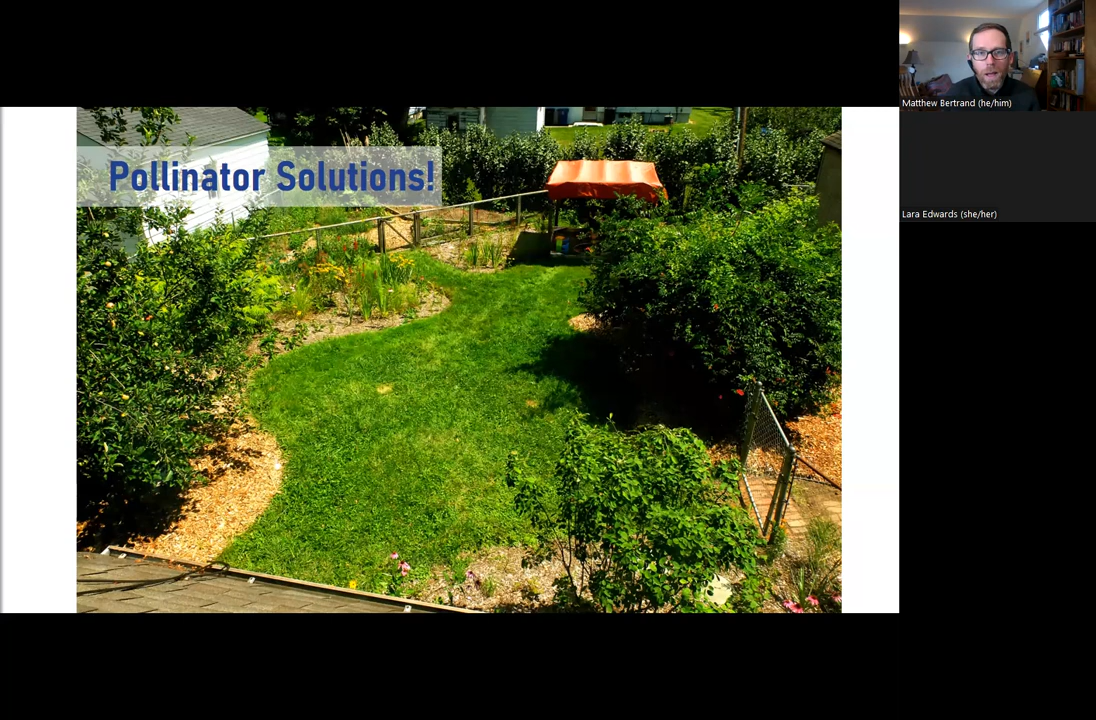 Pollinator Solutions!
Matthew Bertrand (he/him)
Lara Edwards (she/her)